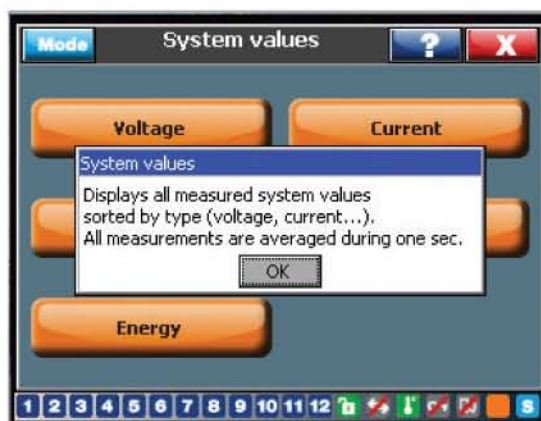 Mode System values ? X
Voltage Current
System values
Displays all measured system values
sorted by type (voltage, current...).
All measurements are averaged during one sec.
OK
Energy
1 2 3 4 5 6 7 8 9 10 11 12 S